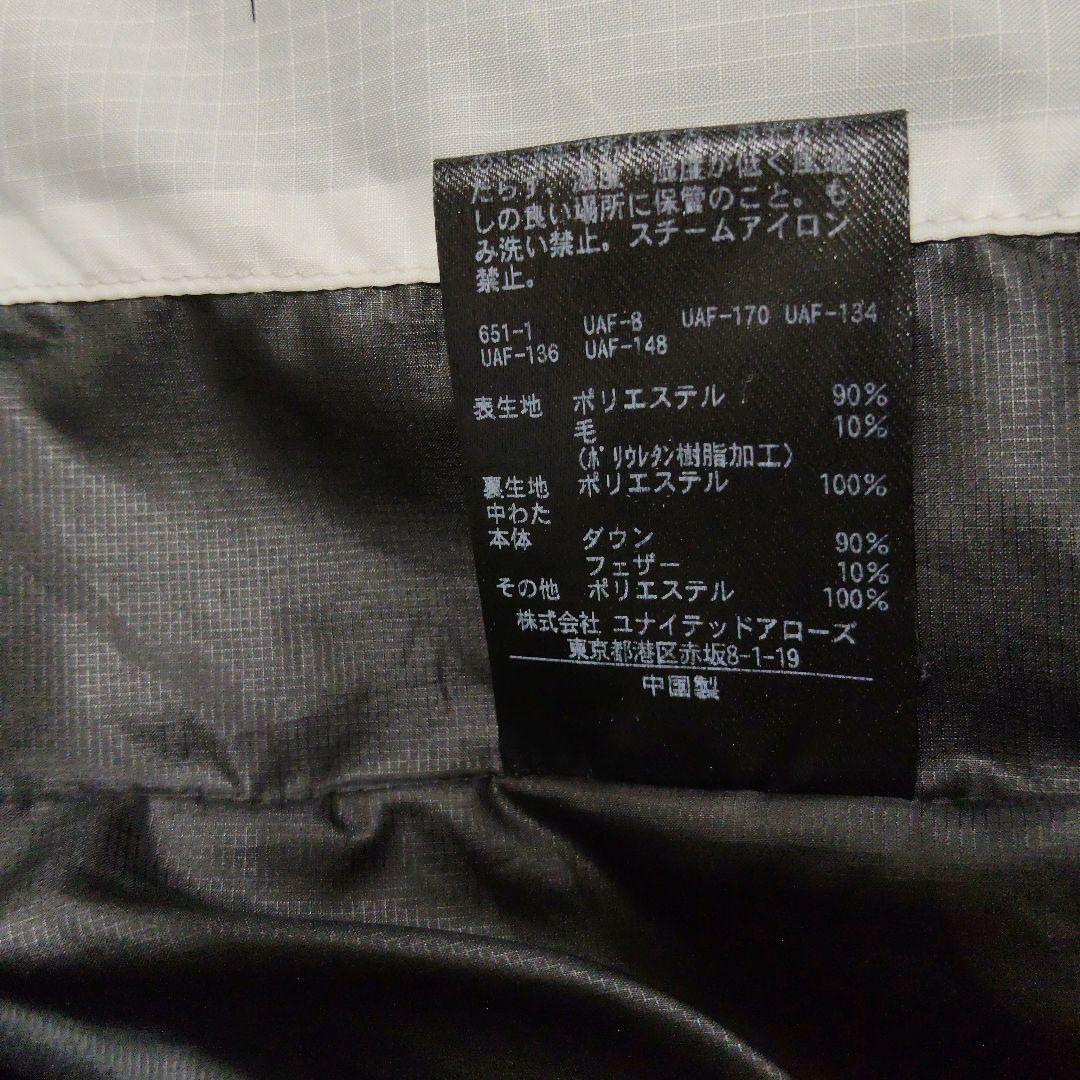 たらず、湿度・温度が低く風通
しの良い場所に保管のこと。も
み洗い禁止。スチームアイロン
禁止。
651-1 UAF-8 UAF-170 UAF-134
UAF-136 UAF-148
表生地 ポリエステル 90%
毛 10%
(ポリウレタン樹脂加工)
裏生地 ポリエステル 100%
中わた
本体 ダウン 90%
フェザー 10%
その他 ポリエステル 100%
株式会社 ユナイテッドアローズ
東京都港区赤坂8-1-19
中国製